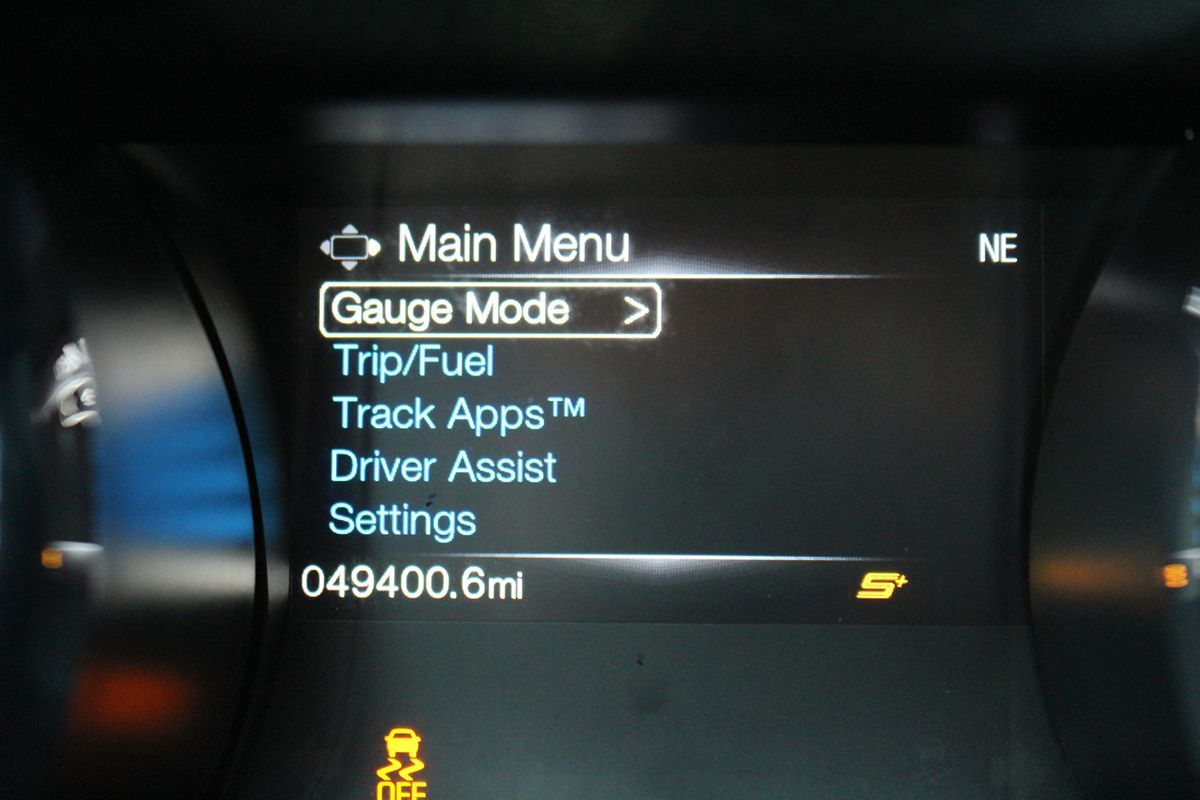 Main Menu NE
Gauge Mode >
Trip/Fuel
Track Apps™
Driver Assist
Settings
049400.6mi S+
OFF